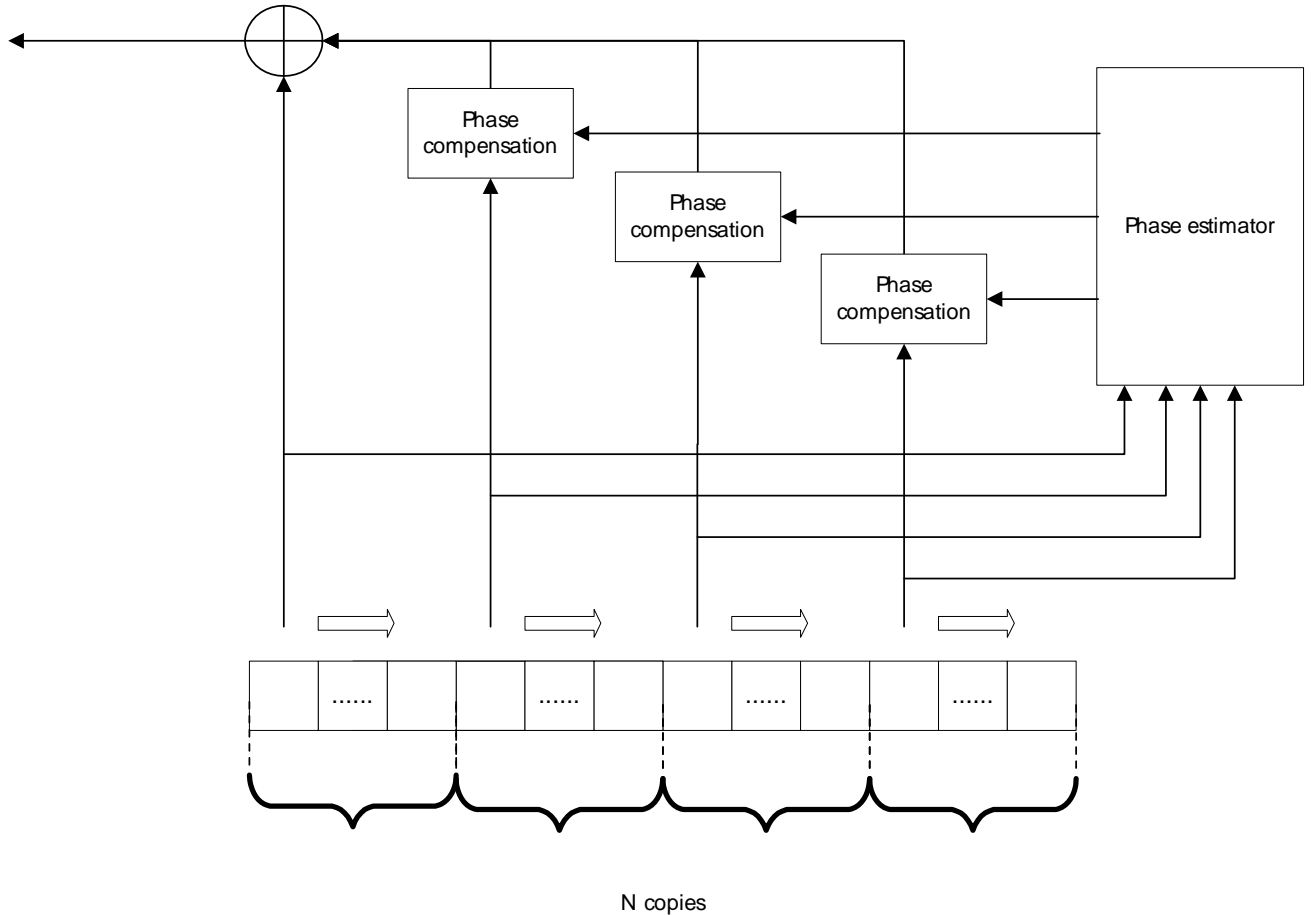 Phase
compensation
Phase
compensation
Phase estimator
Phase
compensation
......
......
......
......
N copies